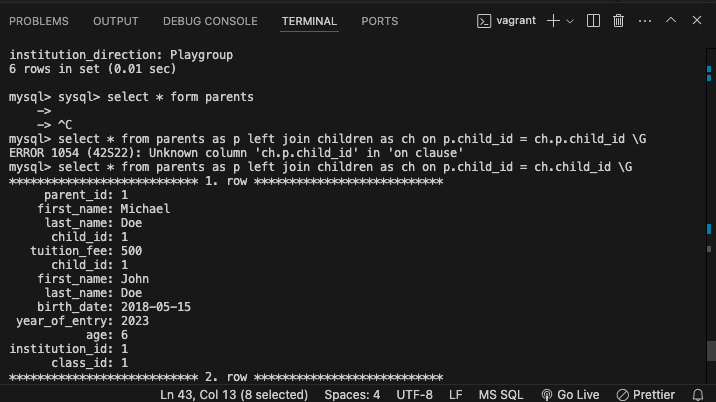 PROBLEMS OUTPUT DEBUG CONSOLE TERMINAL PORTS vagrant
institution_direction: Playgroup
6 rows in set (0.01 sec)
mysql> sysql> select * form parents
->
-> ^C
mysql> select * from parents as p left join children as ch on p.child_id = ch.p.child_id \G
ERROR 1054 (42S22): Unknown column 'ch.p.child_id' in 'on clause'
mysql> select * from parents as p left join children as ch on p.child_id = ch.child_id \G
*************************** 1. row ***************************
parent_id: 1
first_name: Michael
last_name: Doe
child_id: 1
tuition_fee: 500
child_id: 1
first_name: John
last_name: Doe
birth_date: 2018-05-15
year_of_entry: 2023
age: 6
institution_id: 1
class_id: 1
*************************** 2. row ***************************
Ln 43, Col 13 (8 selected) Spaces: 4 UTF-8 LF MS SQL Go Live Prettier